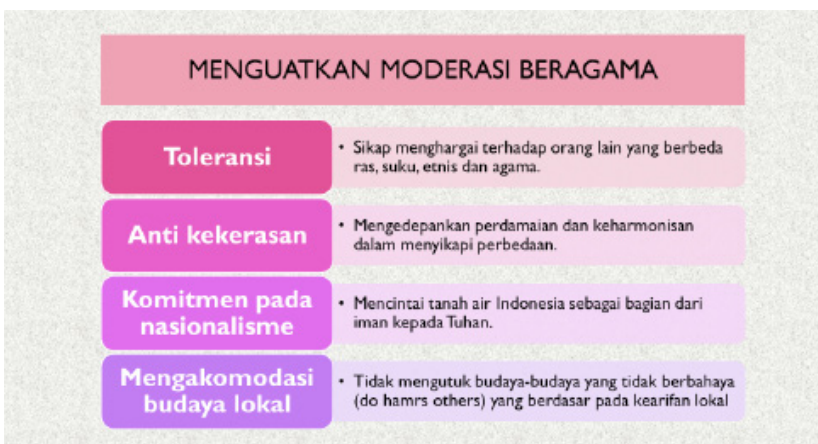 MENGUATKAN MODERASI BERAGAMA
Toleransi
• Sikap menghargai terhadap orang lain yang berbeda
ras, suku, etnis dan agama.
Anti kekerasan
• Mengedepankan perdamaian dan keharmonisan
dalam menyikapi perbedaan.
Komitmen pada
nasionalisme
• Mencintai tanah air Indonesia sebagai bagian dari
iman kepada Tuhan.
Mengakomodasi
budaya lokal
• Tidak mengutuk budaya-budaya yang tidak berbahaya
(do hamrs others) yang berdasar pada kearifan lokal